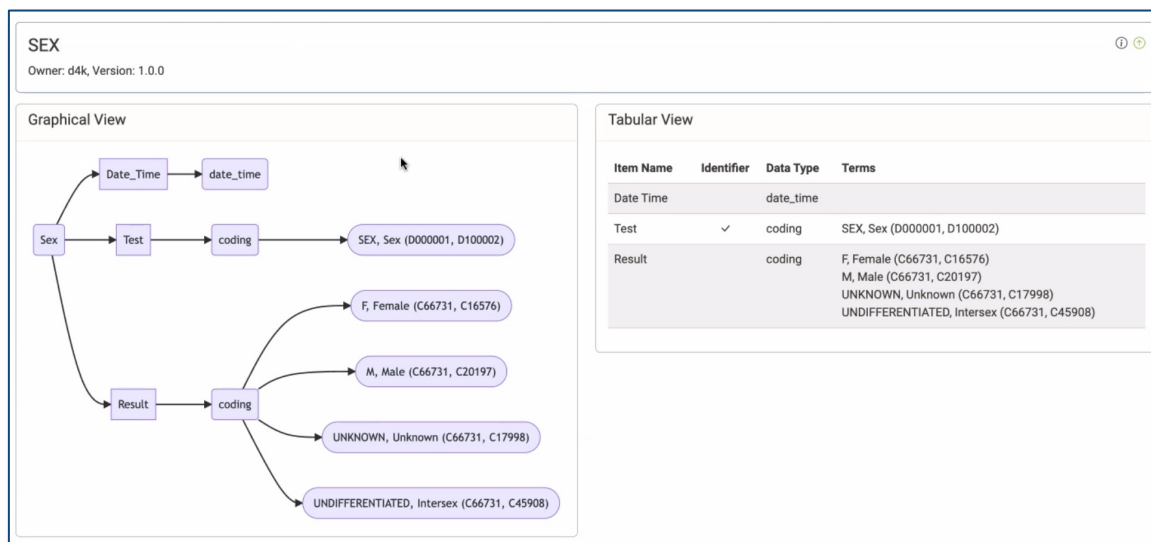 SEX
Owner: d4k, Version: 1.0.0
Graphical View
Date_Time
date_time
Sex
Test
coding
SEX, Sex (D000001, D100002)
F, Female (C66731, C16576)
M, Male (C66731, C20197)
Result
coding
UNKNOWN, Unknown (C66731, C17998)
UNDIFFERENTIATED, Intersex (C66731, C45908)
Tabular View
Item Name Identifier Data Type Terms
Date Time date_time
Test ✓ coding SEX, Sex (D000001, D100002)
Result coding F, Female (C66731, C16576)
M, Male (C66731, C20197)
UNKNOWN, Unknown (C66731, C17998)
UNDIFFERENTIATED, Intersex (C66731, C45908)